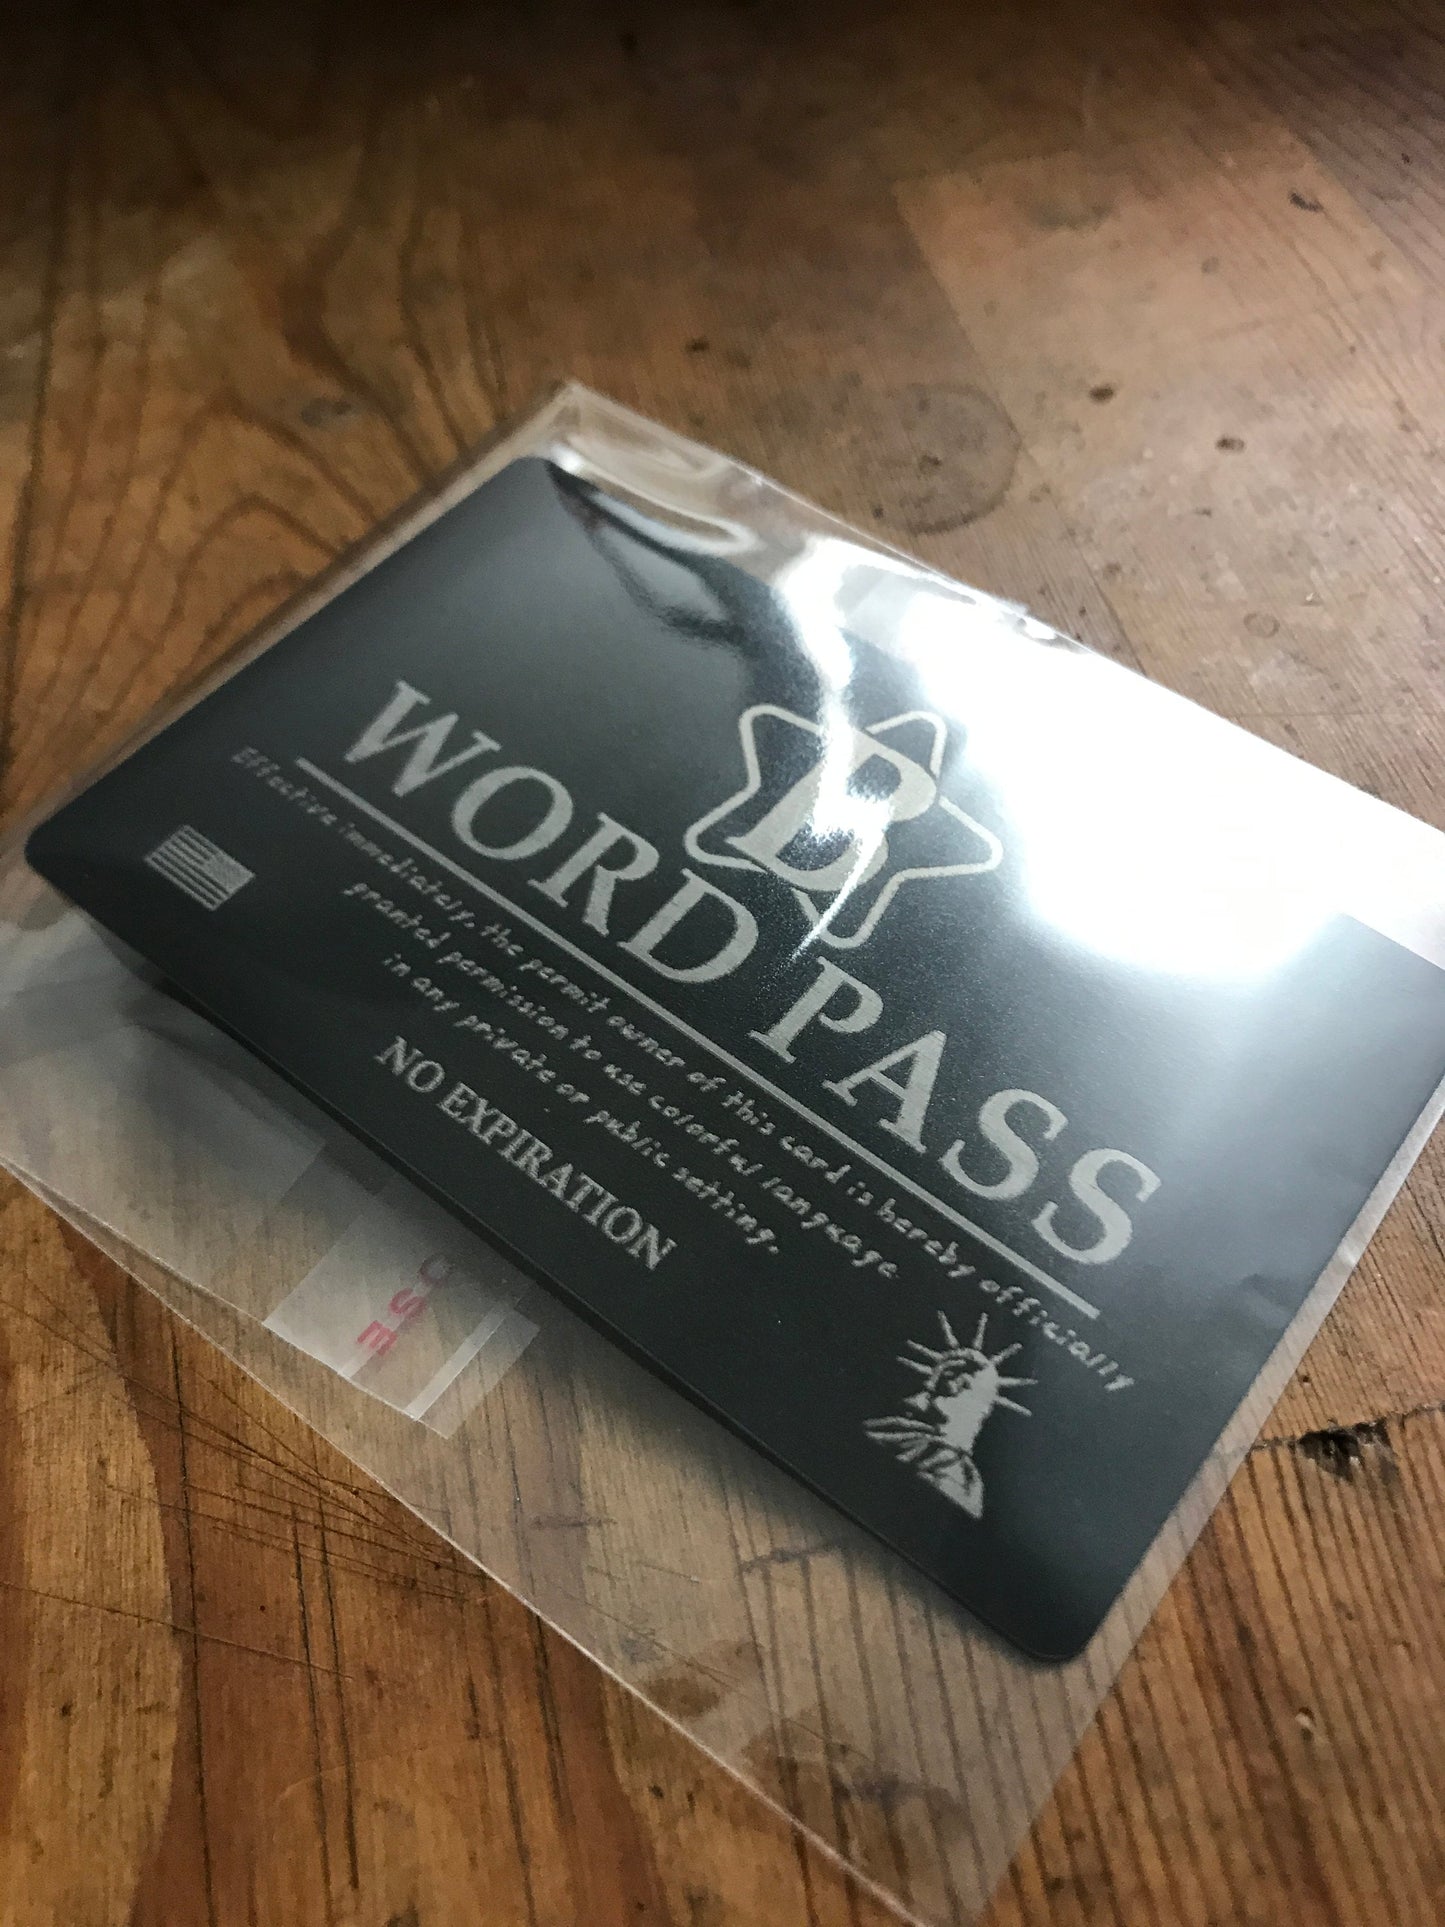 B
WORD PASS
Effective immediately, the permit owner of this card is hereby officially
granted permission to use colorful language
in any private or public setting.
NO EXPIRATION